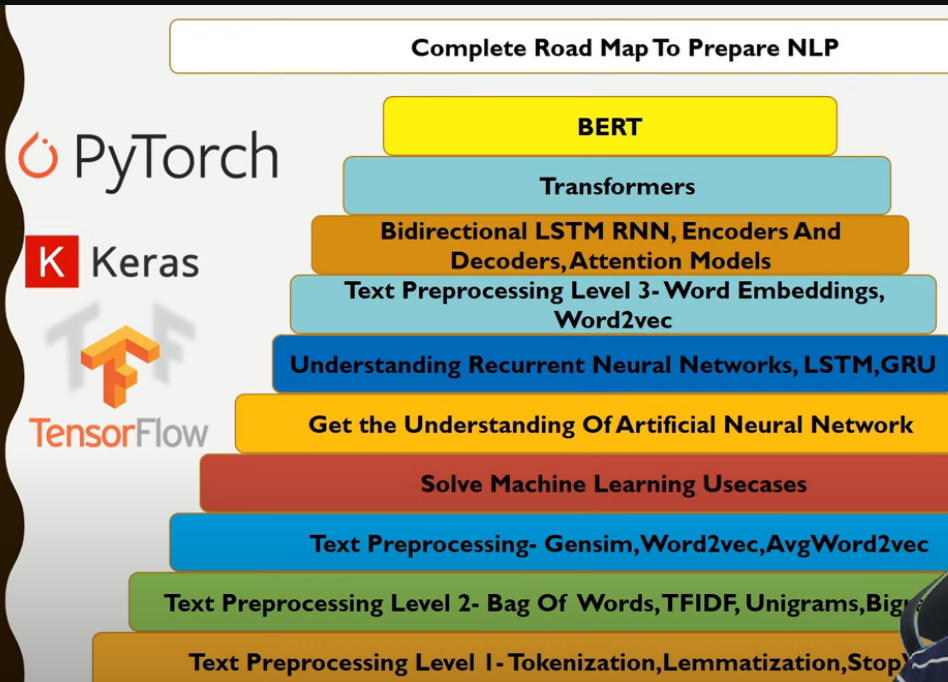 Complete Road Map To Prepare NLP
BERT
PyTorch
Transformers
Bidirectional LSTM RNN, Encoders And
Decoders, Attention Models
K Keras
Text Preprocessing Level 3- Word Embeddings,
Word2vec
Understanding Recurrent Neural Networks, LSTM,GRU
TensorFlow
Get the Understanding Of Artificial Neural Network
Solve Machine Learning Usecases
Text Preprocessing- Gensim,Word2vec,AvgWord2vec
Text Preprocessing Level 2- Bag Of Words,TFIDF, Unigrams,
Text Preprocessing Level 1- Tokenization,Lemmatization,Stop